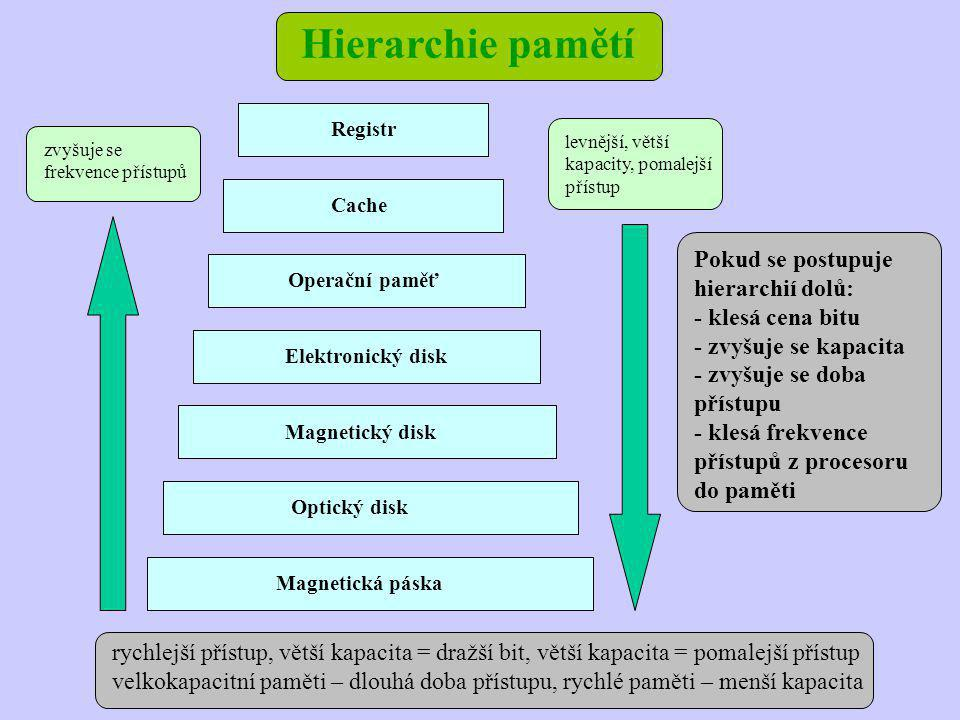 Hierarchie pamětí
zvyšuje se
frekvence přístupů
Registr
Cache
Operační paměť
Elektronický disk
Magnetický disk
Optický disk
Magnetická páska
levnější, větší
kapacity, pomalejší
přístup
Pokud se postupuje
hierarchií dolů:
- klesá cena bitu
- zvyšuje se kapacita
- zvyšuje se doba
přístupu
- klesá frekvence
přístupů z procesoru
do paměti
rychlejší přístup, větší kapacita = dražší bit, větší kapacita = pomalejší přístup
velkokapacitní paměti – dlouhá doba přístupu, rychlé paměti – menší kapacita